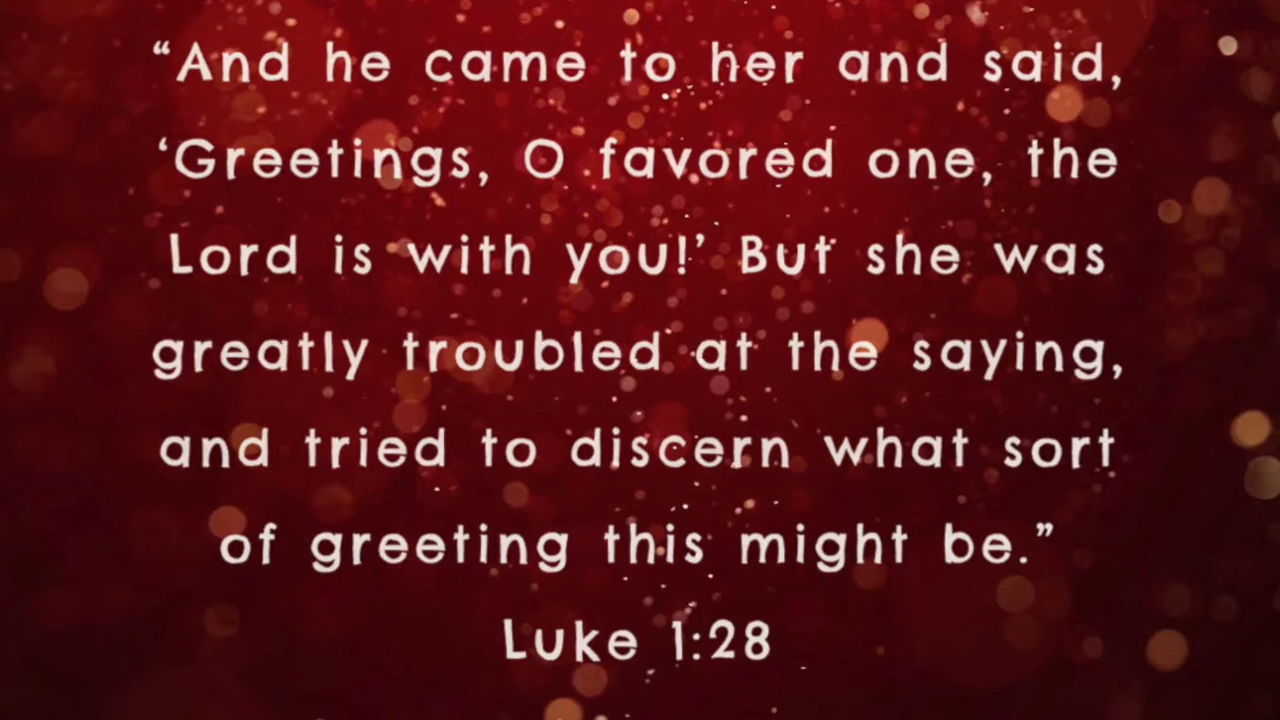 “And he came to her and said,
‘Greetings, O favored one, the
Lord is with you!’ But she was
greatly troubled at the saying,
and tried to discern what sort
of greeting this might be.”
Luke 1:28